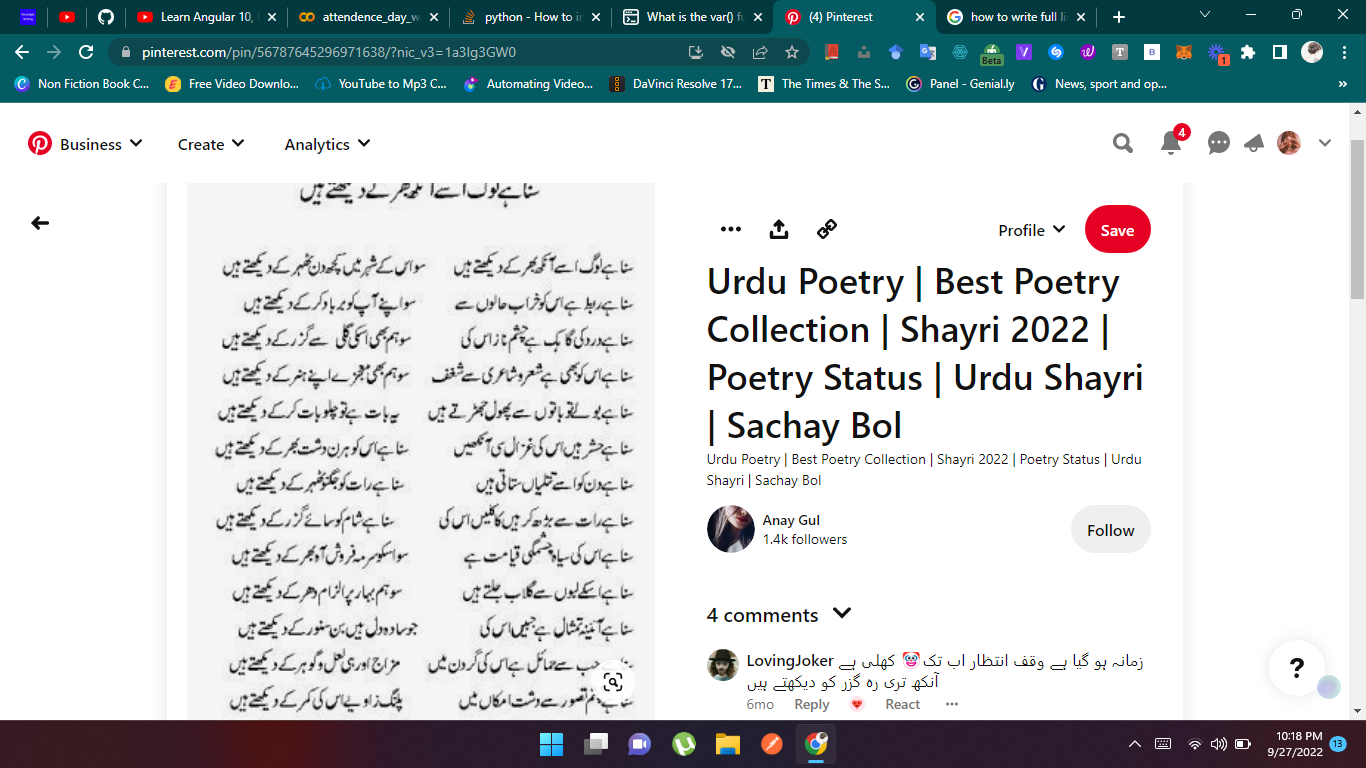 Learn Angular 10,
attendence_day_w
python - How to in
What is the var() fu
(4) Pinterest
how to write full li
pinterest.com/pin/56787645296971638/?nic_v3=1a3Ig3GW0
Beta
1
Non Fiction Book C...
Free Video Downlo...
YouTube to Mp3 C...
Automating Video...
DaVinci Resolve 17...
The Times & The S...
Panel - Genial.ly
News, sport and op...
»
Business
Create
Analytics
4
سنا ہے لوگ اسے آنکھ بھر کے دیکھتے ہیں
سنا ہے لوگ اسے آنکھ بھر کے دیکھتے ہیں سو اس کے شہر میں کچھ دن ٹھہر کے دیکھتے ہیں
سنا ہے ربط ہے اس کو خراب حالوں سے سو اپنے آپ کو برباد کر کے دیکھتے ہیں
سنا ہے درد کی گاہک ہے چشم ناز اس کی سو ہم بھی اسکی گلی سے گزر کے دیکھتے ہیں
سنا ہے اس کو بھی ہے شعر و شاعری سے شغف سو ہم بھی معجزے اپنے ہنر کے دیکھتے ہیں
سنا ہے بولے تو باتوں سے پھول جھڑتے ہیں یہ بات ہے تو چلو بات کر کے دیکھتے ہیں
سنا ہے حشر ہیں اس کی غزال سی آنکھیں سنا ہے اس کو ہرن دشت بھر کے دیکھتے ہیں
سنا ہے دن کو اسے تتلیاں ستاتی ہیں سنا ہے رات کو جگنو ٹھہر کے دیکھتے ہیں
سنا ہے رات سے بڑھ کر ہیں کاکلیں اس کی سنا ہے شام کو سائے گزر کے دیکھتے ہیں
سنا ہے اس کی سیاہ چشمگی قیامت ہے سو اسکو سرمہ فروش آہ بھر کے دیکھتے ہیں
سنا ہے اسکے لبوں سے گلاب جلتے ہیں سو ہم بہار پر الزام دھر کے دیکھتے ہیں
سنا ہے آئینہ تمثال ہے جبیں اس کی جو سادہ دل ہیں بن سنور کے دیکھتے ہیں
سنا ہے جب سے حمائل ہے اس کی گردن میں مزاج اور ہی لعل و گوہر کے دیکھتے ہیں
سنا ہے چشم تصور سے دشت امکاں میں پلنگ زاویے اس کی کمر کے دیکھتے ہیں
Profile
Save
Urdu Poetry | Best Poetry
Collection | Shayri 2022 |
Poetry Status | Urdu Shayri
| Sachay Bol
Urdu Poetry | Best Poetry Collection | Shayri 2022 | Poetry Status | Urdu
Shayri | Sachay Bol
Anay Gul
1.4k followers
Follow
4 comments
LovingJoker زمانہ ہو گیا ہے وقف انتظار اب تک🤡 کھلی ہے
آنکھ تری رہ گزر کو دیکھتے ہیں
6mo Reply React
?
10:18 PM
9/27/2022
13